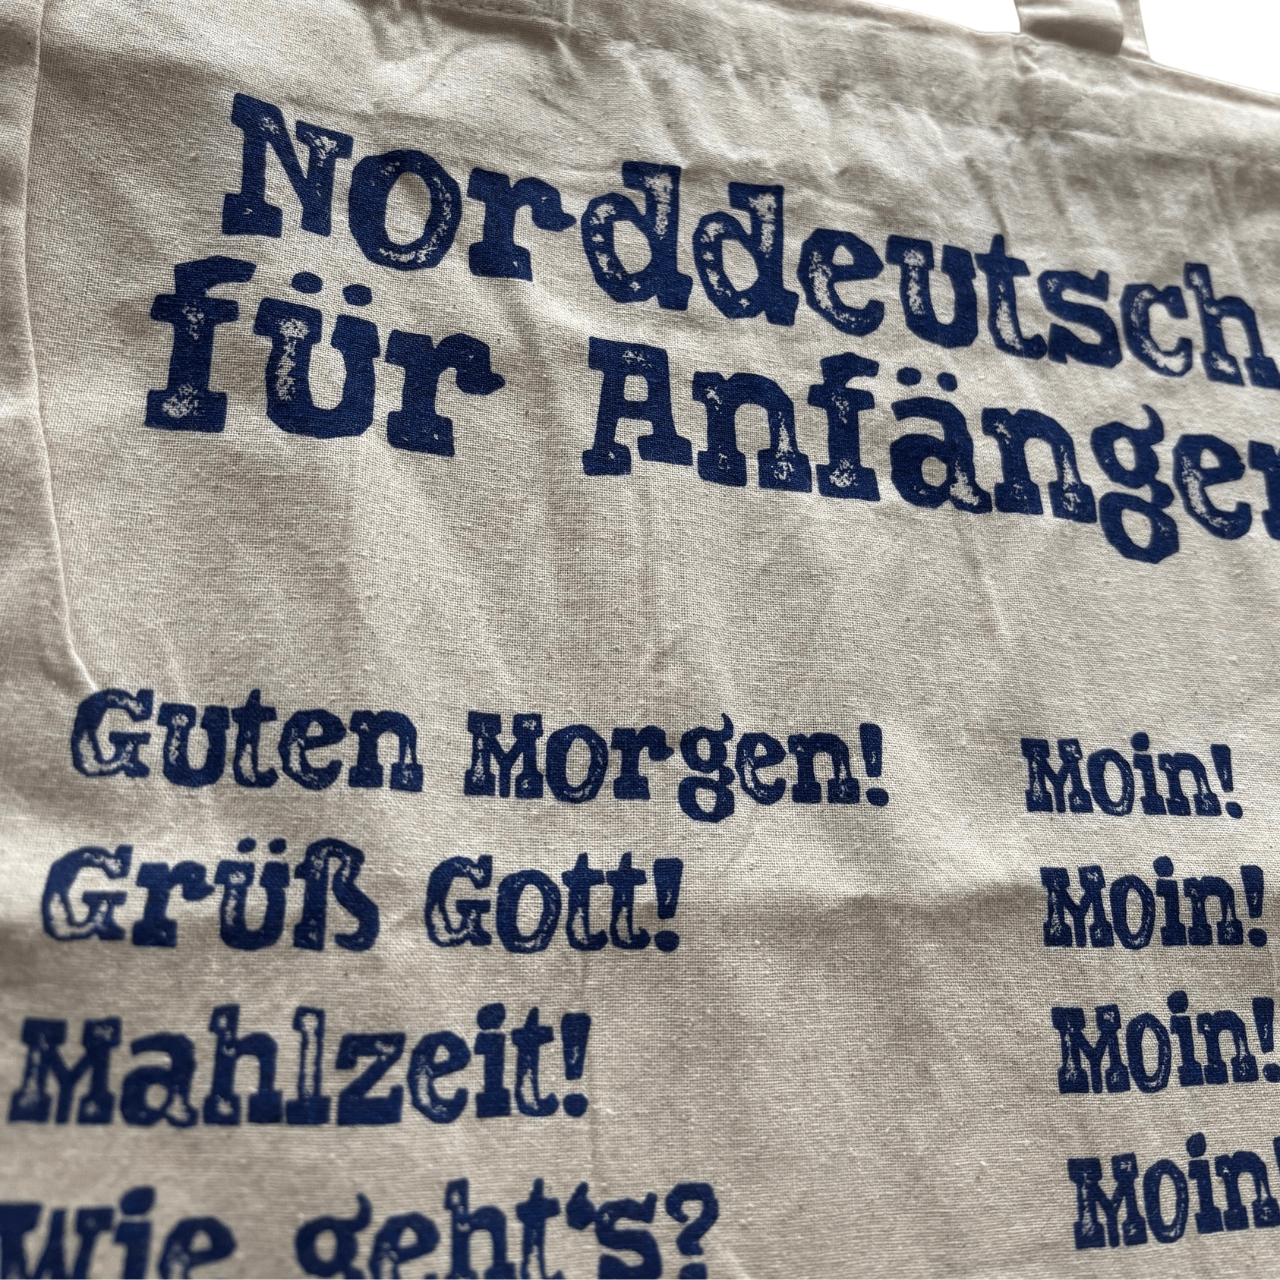 Norddeutsch
für Anfänger
Guten Morgen! Moin!
Grüß Gott! Moin!
Mahlzeit! Moin!
Wie geht's? Moin!